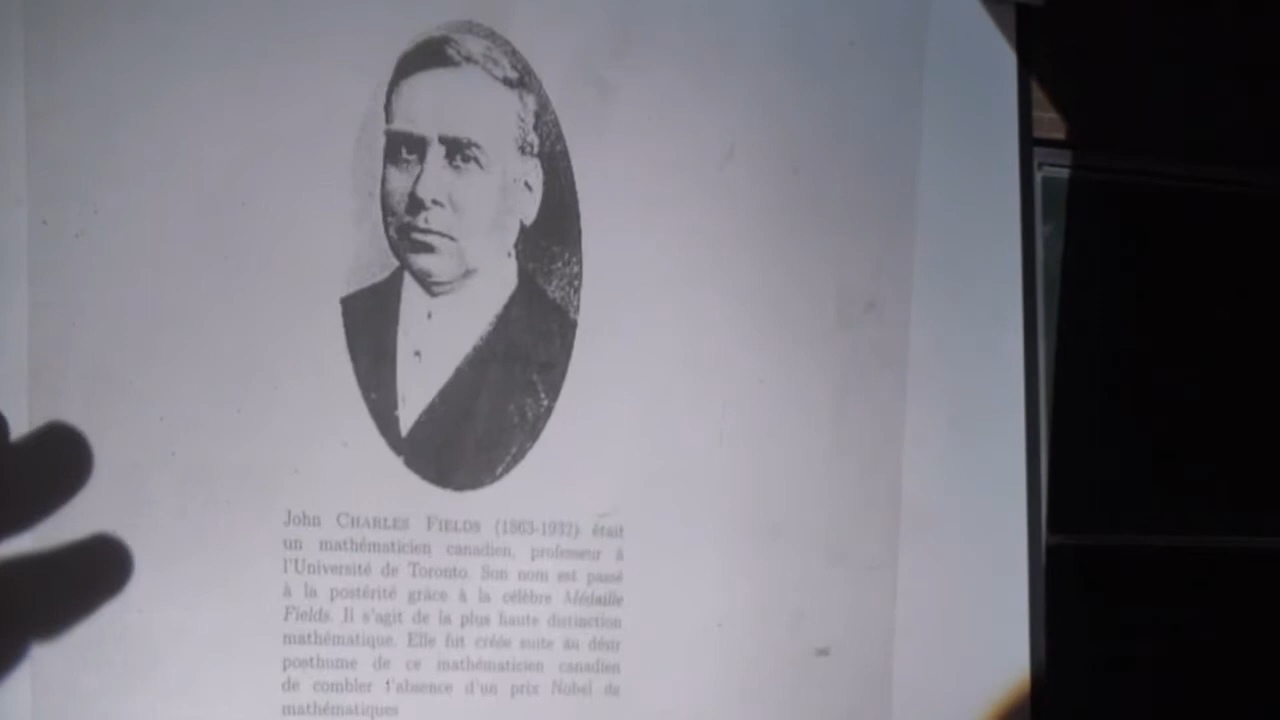 John CHARLES FIELDS (1863-1932) était
un mathématicien canadien, professeur à
l'Université de Toronto. Son nom est passé
à la postérité grâce à la célèbre Médaille
Fields. Il s'agit de la plus haute distinction
mathématique. Elle fut créée suite au désir
posthume de ce mathématicien canadien
de combler l'absence d'un prix Nobel de
mathématiques